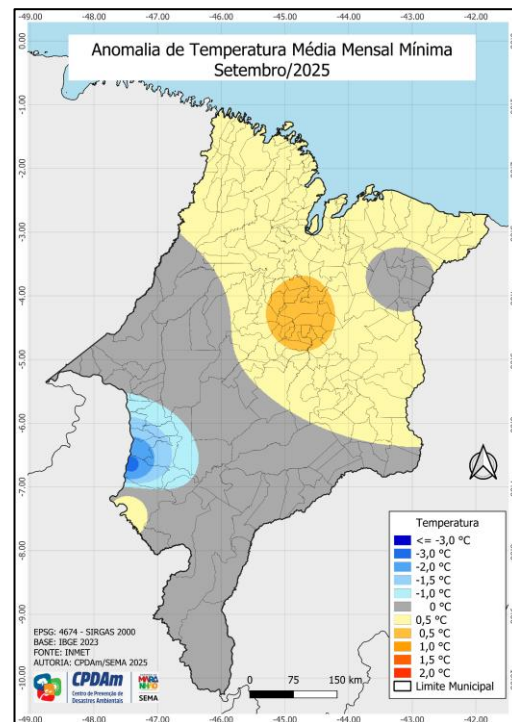 Anomalia de Temperatura Média Mensal Mínima
Setembro/2025
-49.00 -48.00 -47.00 -46.00 -45.00 -44.00 -43.00 -42.00
0.00
-1.00
-2.00
-3.00
-4.00
-5.00
-6.00
-7.00
-8.00
-9.00
-10.00
Temperatura
<= -3,0 °C
-3,0 °C
-2,0 °C
-1,5 °C
-1,0 °C
0 °C
0,5 °C
0,5 °C
1,0 °C
1,5 °C
2,0 °C
Limite Municipal
EPSG: 4674 - SIRGAS 2000
BASE: IBGE 2023
FONTE: INMET
AUTORIA: CPDAm/SEMA 2025
CPDAm
Centro de Prevenção de
Desastres Ambientais
MARANHÃO
SEMA
0 75 150 km